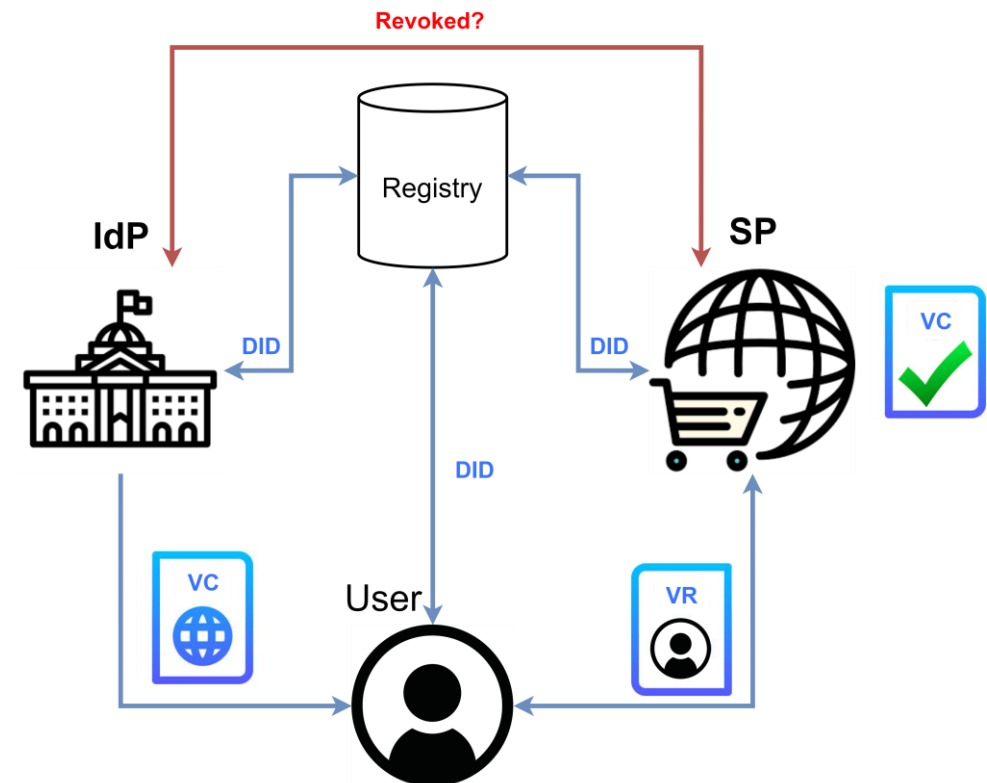 Revoked?
Registry
IdP
SP
VC
DID
DID
DID
VC
User
VR